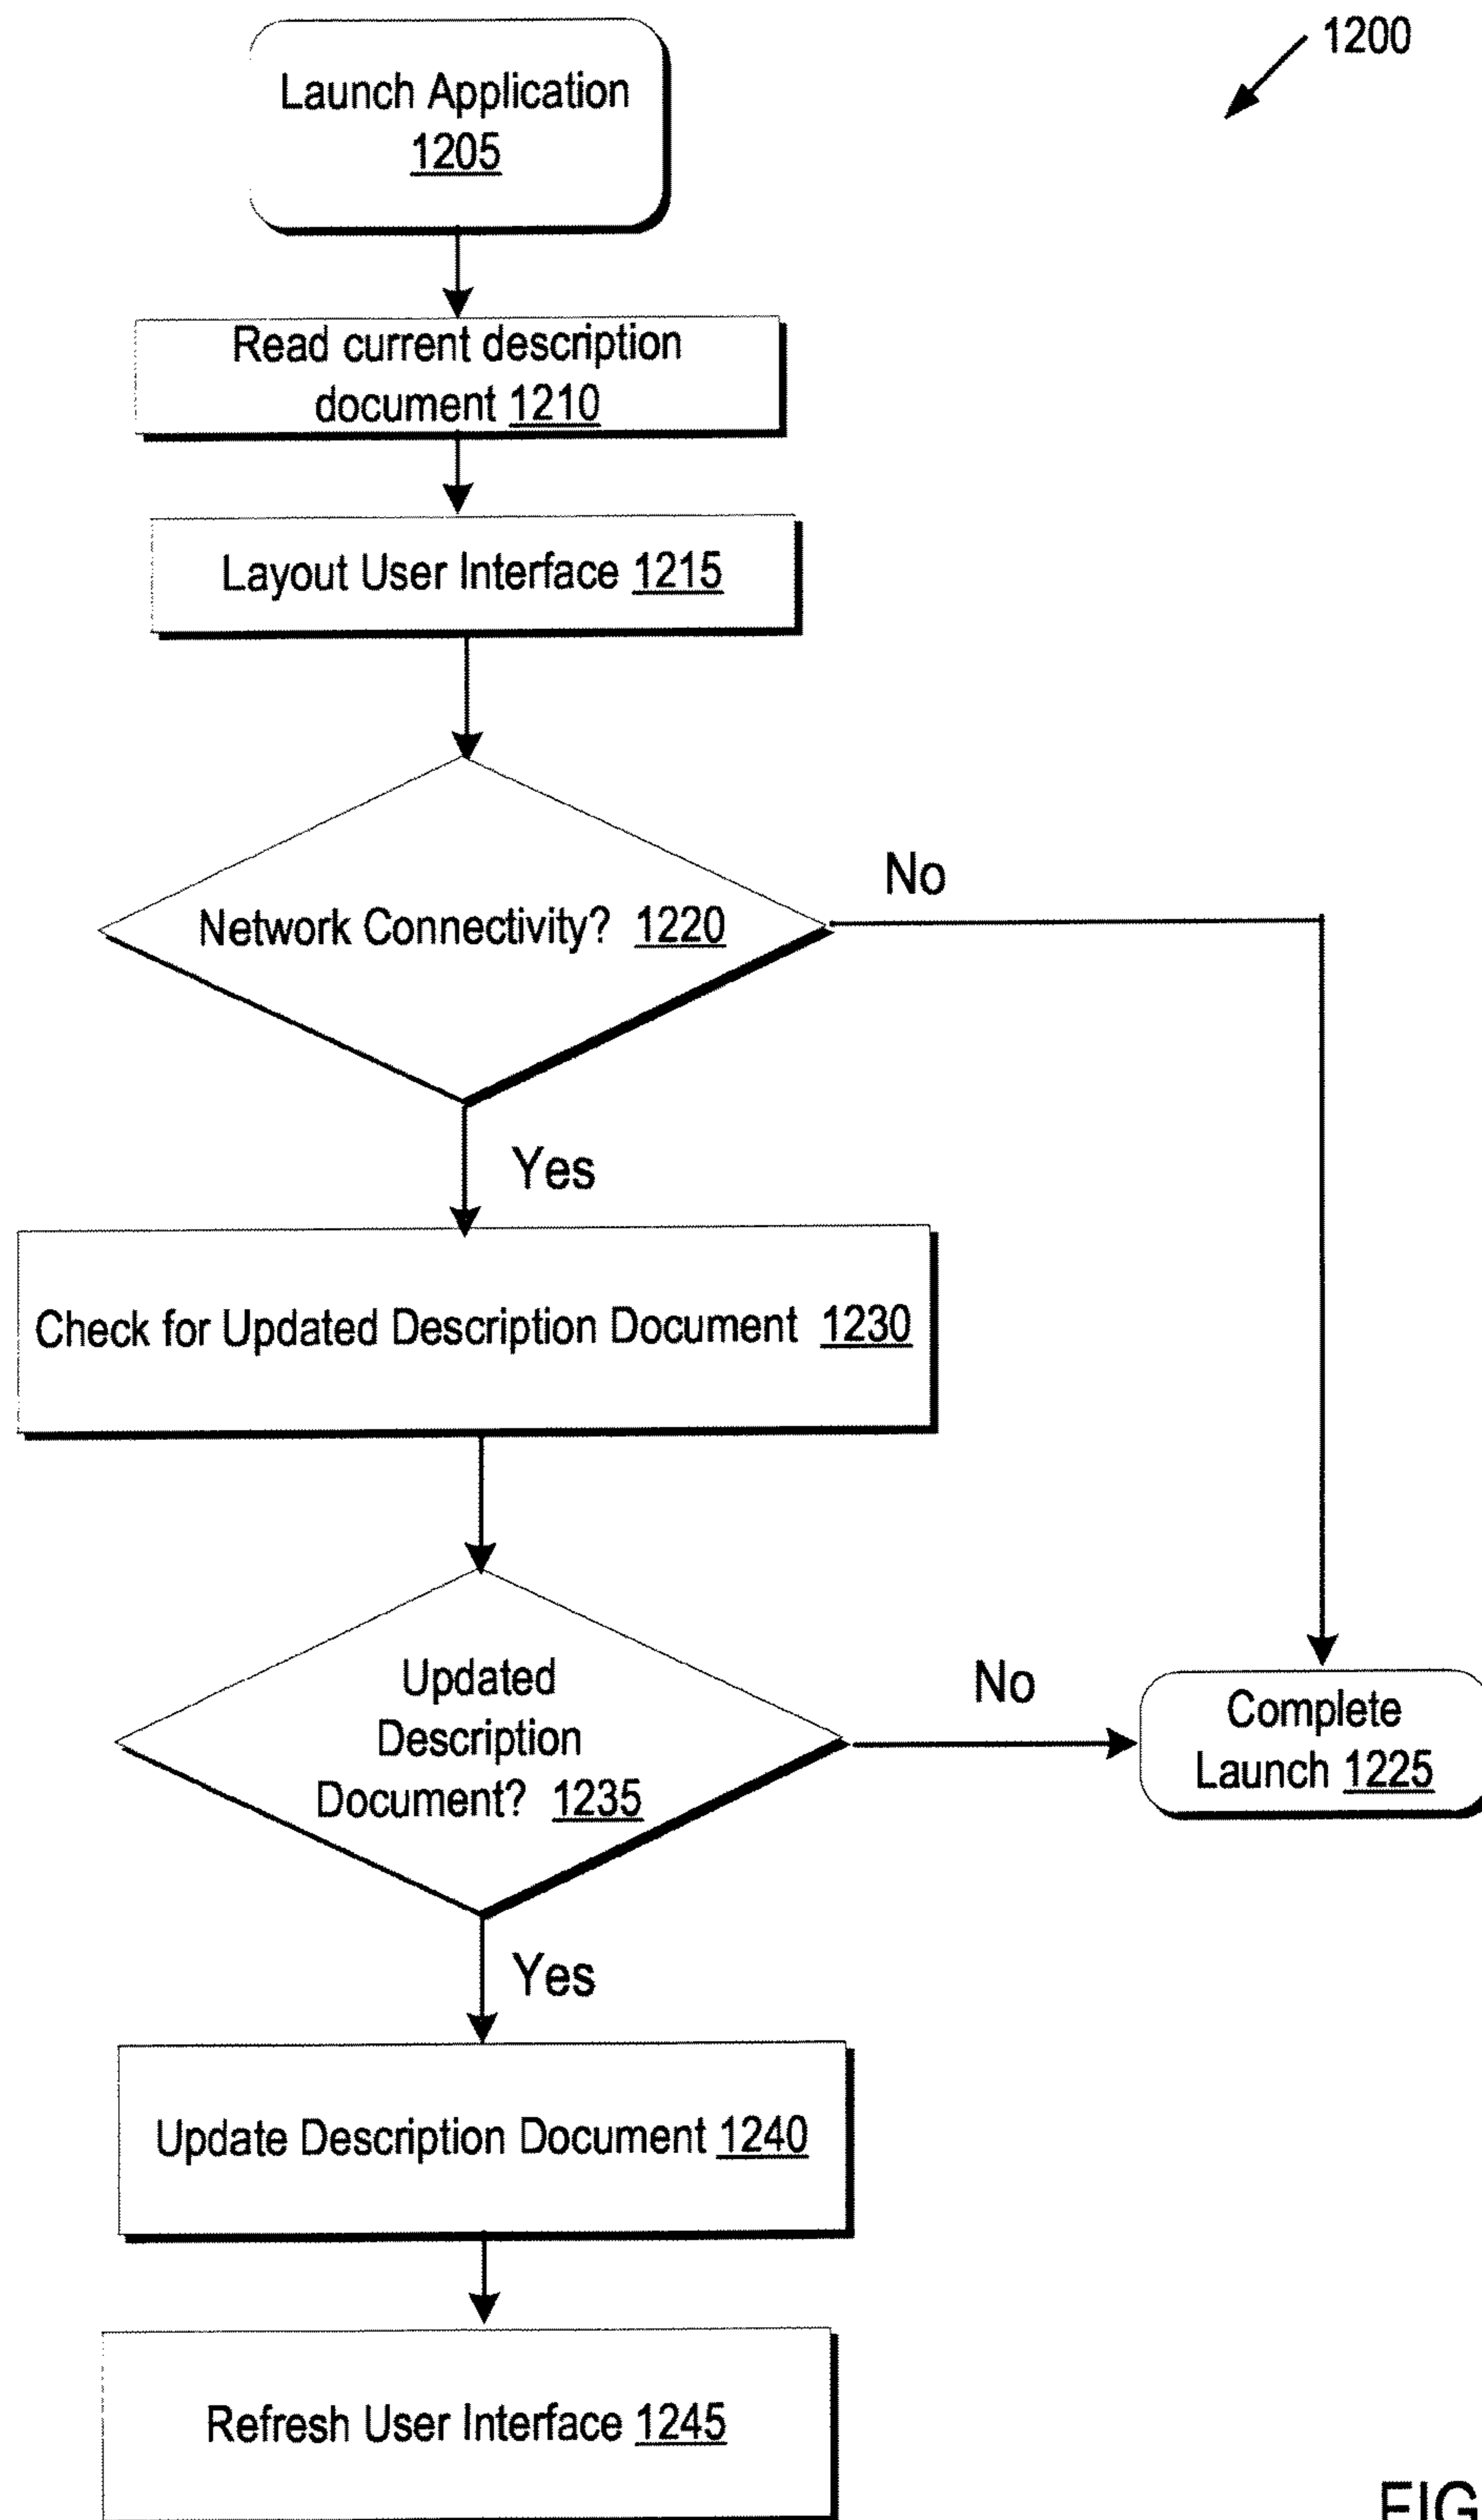 1200
Launch Application
1205
Read current description
document 1210
Layout User Interface 1215
Network Connectivity? 1220
No
Yes
Check for Updated Description Document 1230
Updated
Description
Document? 1235
No
Complete
Launch 1225
Yes
Update Description Document 1240
Refresh User Interface 1245
FIG